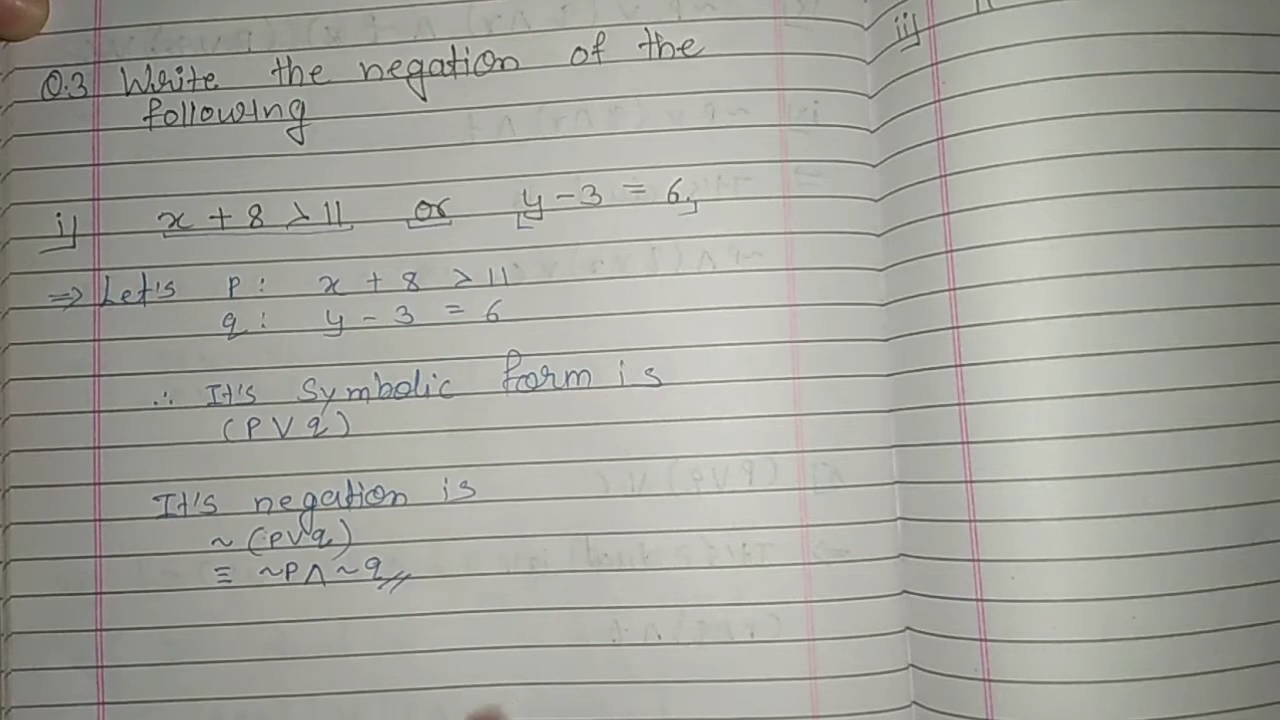 Q.3 Write the negation of the
following
i) x + 8 > 11 or y - 3 = 6.
⇒ Let's p : x + 8 > 11
q : y - 3 = 6
∴ It's symbolic form is
(p ∨ q)
It's negation is
~ (p∨q)
≡ ~p ∧ ~q
iii)